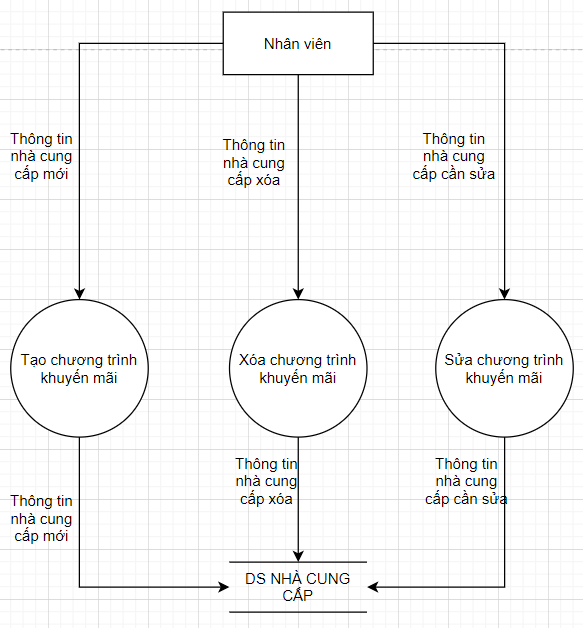 Nhân viên
Thông tin
nhà cung
cấp mới
Thông tin
nhà cung
cấp xóa
Thông tin
nhà cung
cấp cần sửa
Tạo chương trình
khuyến mãi
Xóa chương trình
khuyến mãi
Sửa chương trình
khuyến mãi
Thông tin
nhà cung
cấp mới
Thông tin
nhà cung
cấp xóa
Thông tin
nhà cung
cấp cần sửa
DS NHÀ CUNG
CẤP